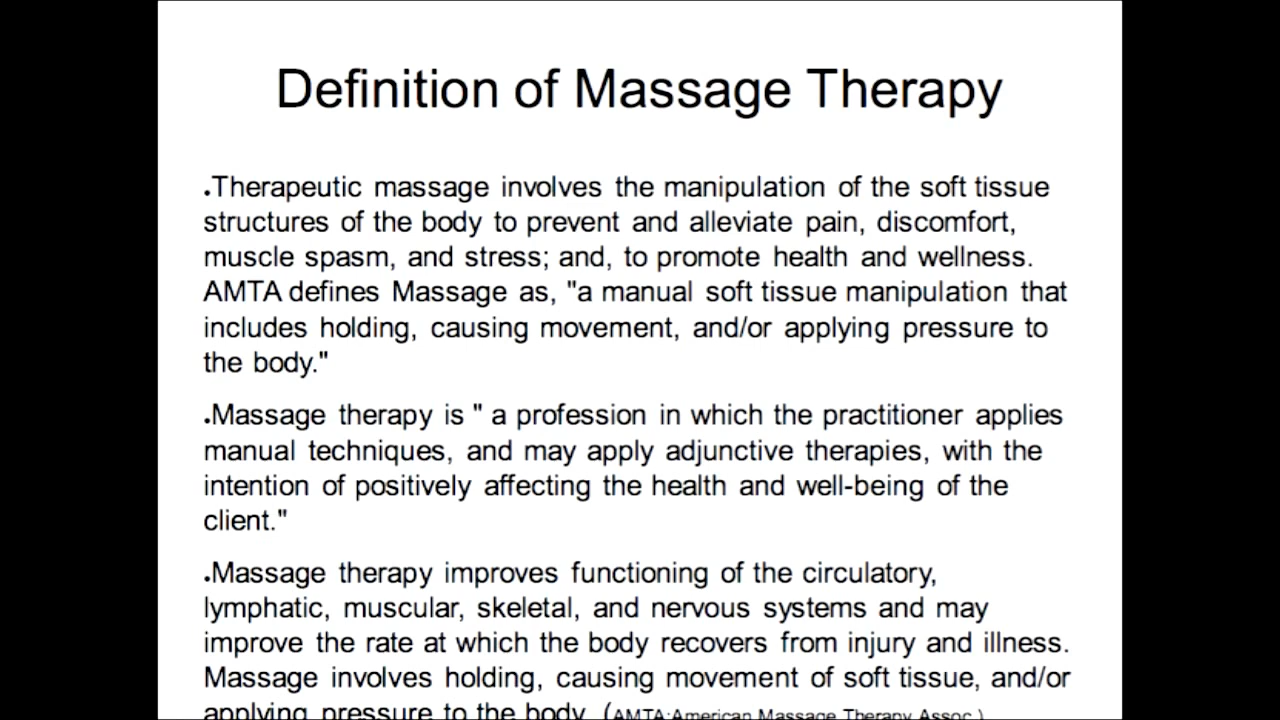 Definition of Massage Therapy
•Therapeutic massage involves the manipulation of the soft tissue
structures of the body to prevent and alleviate pain, discomfort,
muscle spasm, and stress; and, to promote health and wellness.
AMTA defines Massage as, "a manual soft tissue manipulation that
includes holding, causing movement, and/or applying pressure to
the body."
•Massage therapy is " a profession in which the practitioner applies
manual techniques, and may apply adjunctive therapies, with the
intention of positively affecting the health and well-being of the
client."
•Massage therapy improves functioning of the circulatory,
lymphatic, muscular, skeletal, and nervous systems and may
improve the rate at which the body recovers from injury and illness.
Massage involves holding, causing movement of soft tissue, and/or
applying pressure to the body. (AMTA:American Massage Therapy Assoc.)